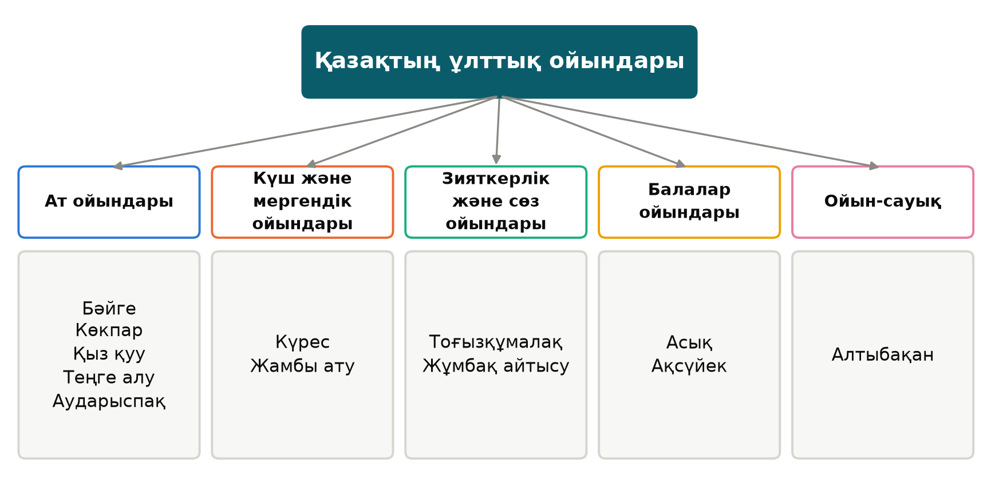 Қазақтың ұлттық ойындары
Ат ойындары
Күш және
мергендік
ойындары
Зияткерлік
және сөз
ойындары
Балалар
ойындары
Ойын-сауық
Бәйге
Көкпар
Қыз қуу
Теңге алу
Аударыспақ
Күрес
Жамбы ату
Тоғызқұмалақ
Жұмбақ айтысу
Асық
Ақсүйек
Алтыбақан